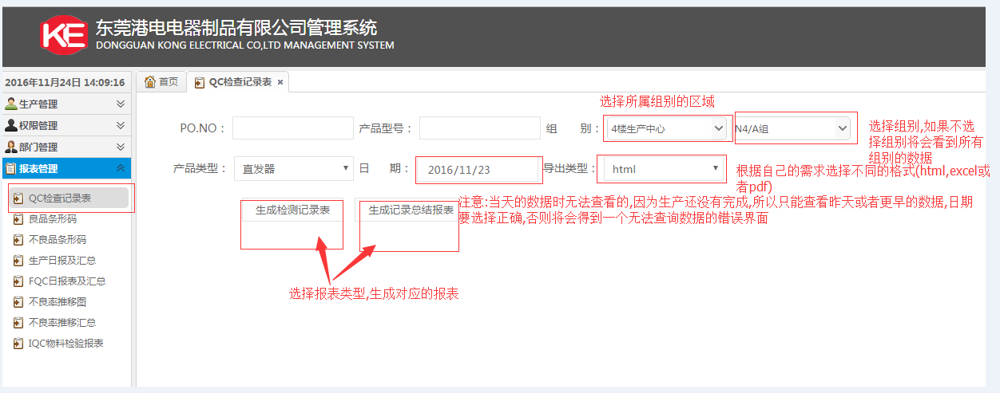 KE
东莞港电电器制品有限公司管理系统
DONGGUAN KONG ELECTRICAL CO,LTD MANAGEMENT SYSTEM
2016年11月24日 14:09:16
首页
QC检查记录表 ×
生产管理
权限管理
部门管理
报表管理
QC检查记录表
良品条形码
不良品条形码
生产日报及汇总
FQC日报表及汇总
不良率推移图
不良率推移汇总
IQC物料检验报表
选择所属组别的区域
PO.NO：
产品型号：
组 别：
4楼生产中心
N4/A组
选择组别,如果不选
择组别将会看到所有
组别的数据
产品类型：
直发器
日 期：
2016/11/23
导出类型：
html
根据自己的需求选择不同的格式(html,excel或
者pdf)
生成检测记录表
生成记录总结报表
注意:当天的数据时无法查看的,因为生产还没有完成,所以只能查看昨天或者更早的数据,日期
要选择正确,否则将会得到一个无法查询数据的错误界面
选择报表类型,生成对应的报表